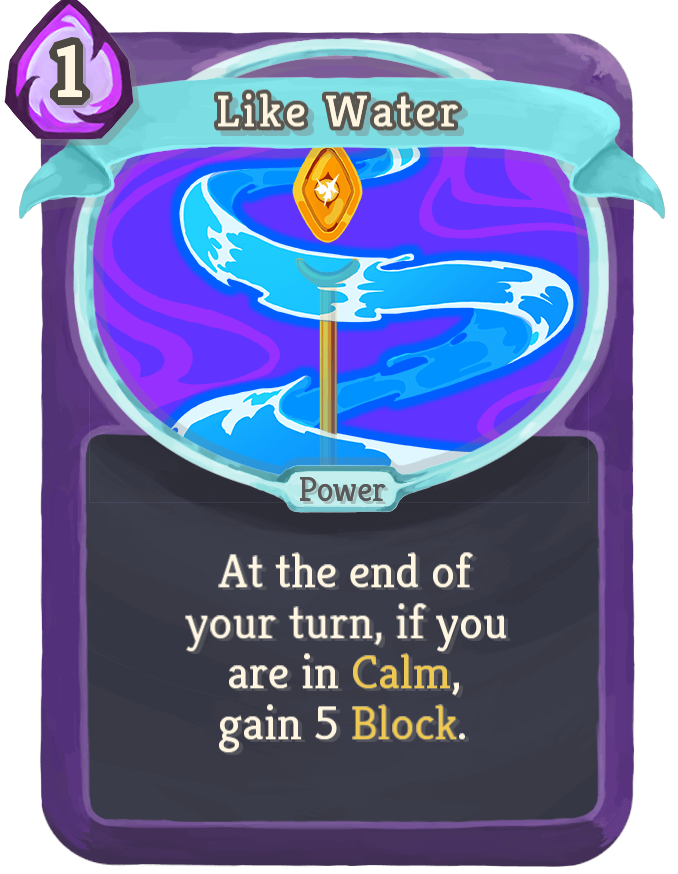 1
Like Water
Power
At the end of
your turn, if you
are in Calm,
gain 5 Block.